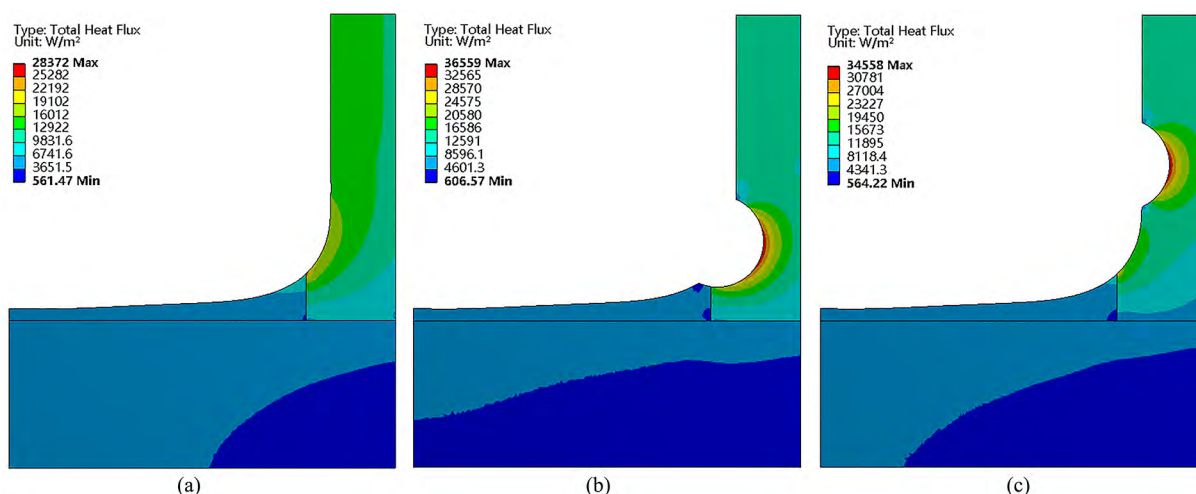 Type: Total Heat Flux
Unit: W/m²
28372 Max
25282
22192
19102
16012
12922
9831.6
6741.6
3651.5
561.47 Min
(a)
Type: Total Heat Flux
Unit: W/m²
36559 Max
32565
28570
24575
20580
16586
12591
8596.1
4601.3
606.57 Min
(b)
Type: Total Heat Flux
Unit: W/m²
34558 Max
30781
27004
23227
19450
15673
11895
8118.4
4341.3
564.22 Min
(c)